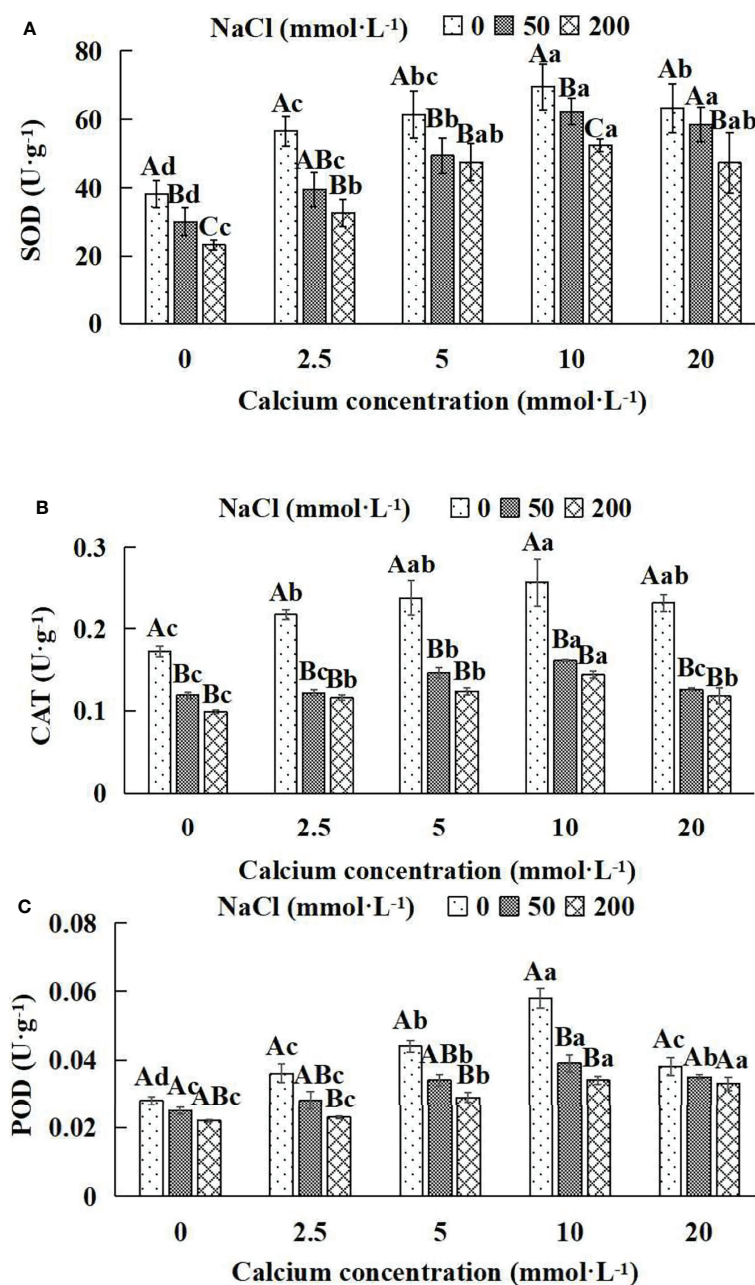 A
NaCl (mmol·L⁻¹) 0 50 200
SOD (U·g⁻¹)
80
60
40
20
0
Ad Bd Cc
Ac ABc Bb
Abc Bb Bab
Aa Ba Ca
Ab Aa Bab
0 2.5 5 10 20
Calcium concentration (mmol·L⁻¹)
B
NaCl (mmol·L⁻¹) 0 50 200
CAT (U·g⁻¹)
0.3
0.2
0.1
0
Ac Bc Bc
Ab Bc Bb
Aab Bb Bb
Aa Ba Ba
Aab Bc Bb
0 2.5 5 10 20
Calcium concentration (mmol·L⁻¹)
C
NaCl (mmol·L⁻¹) 0 50 200
POD (U·g⁻¹)
0.08
0.06
0.04
0.02
0
Ad Ac ABc
Ac ABc Bc
Ab ABb Bb
Aa Ba Ba
Ac Ab Aa
0 2.5 5 10 20
Calcium concentration (mmol·L⁻¹)